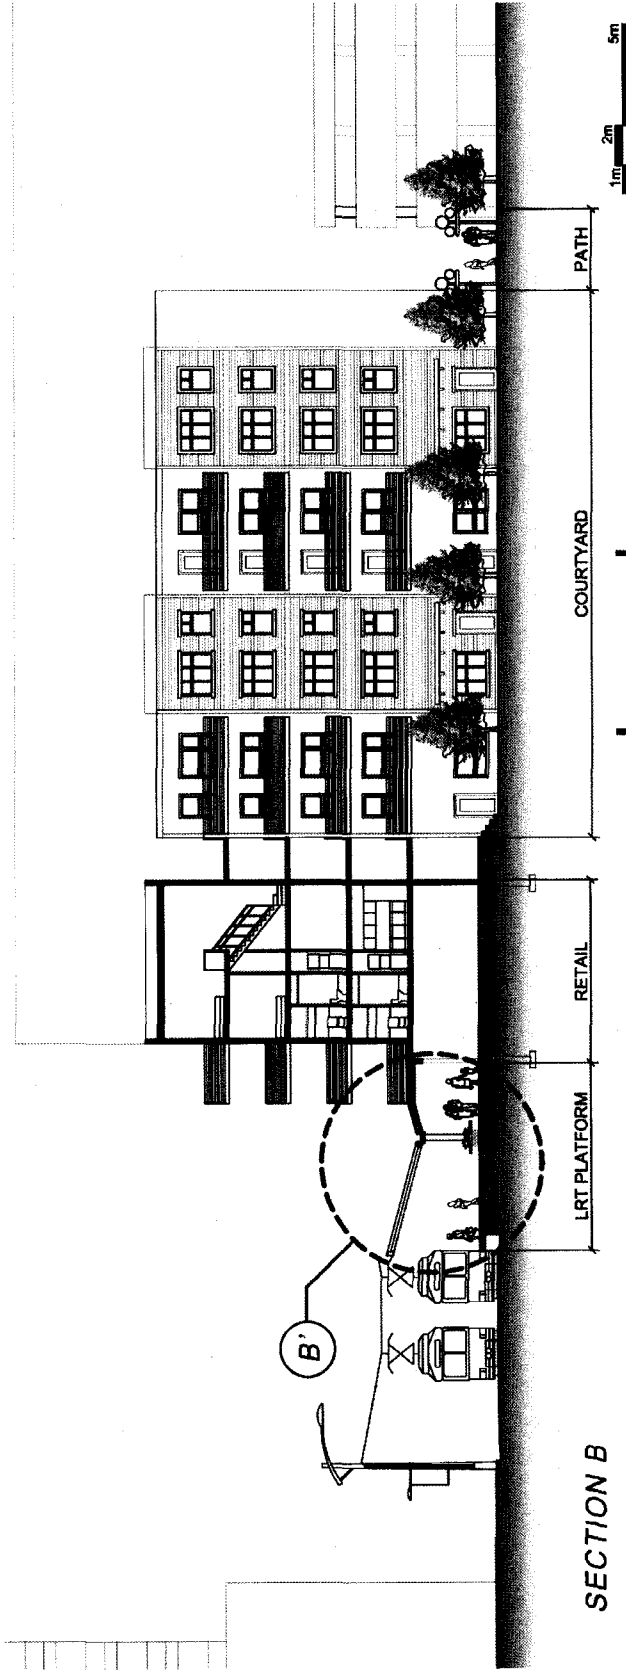 B'
LRT PLATFORM
RETAIL
COURTYARD
PATH
SECTION B
1m 2m 5m